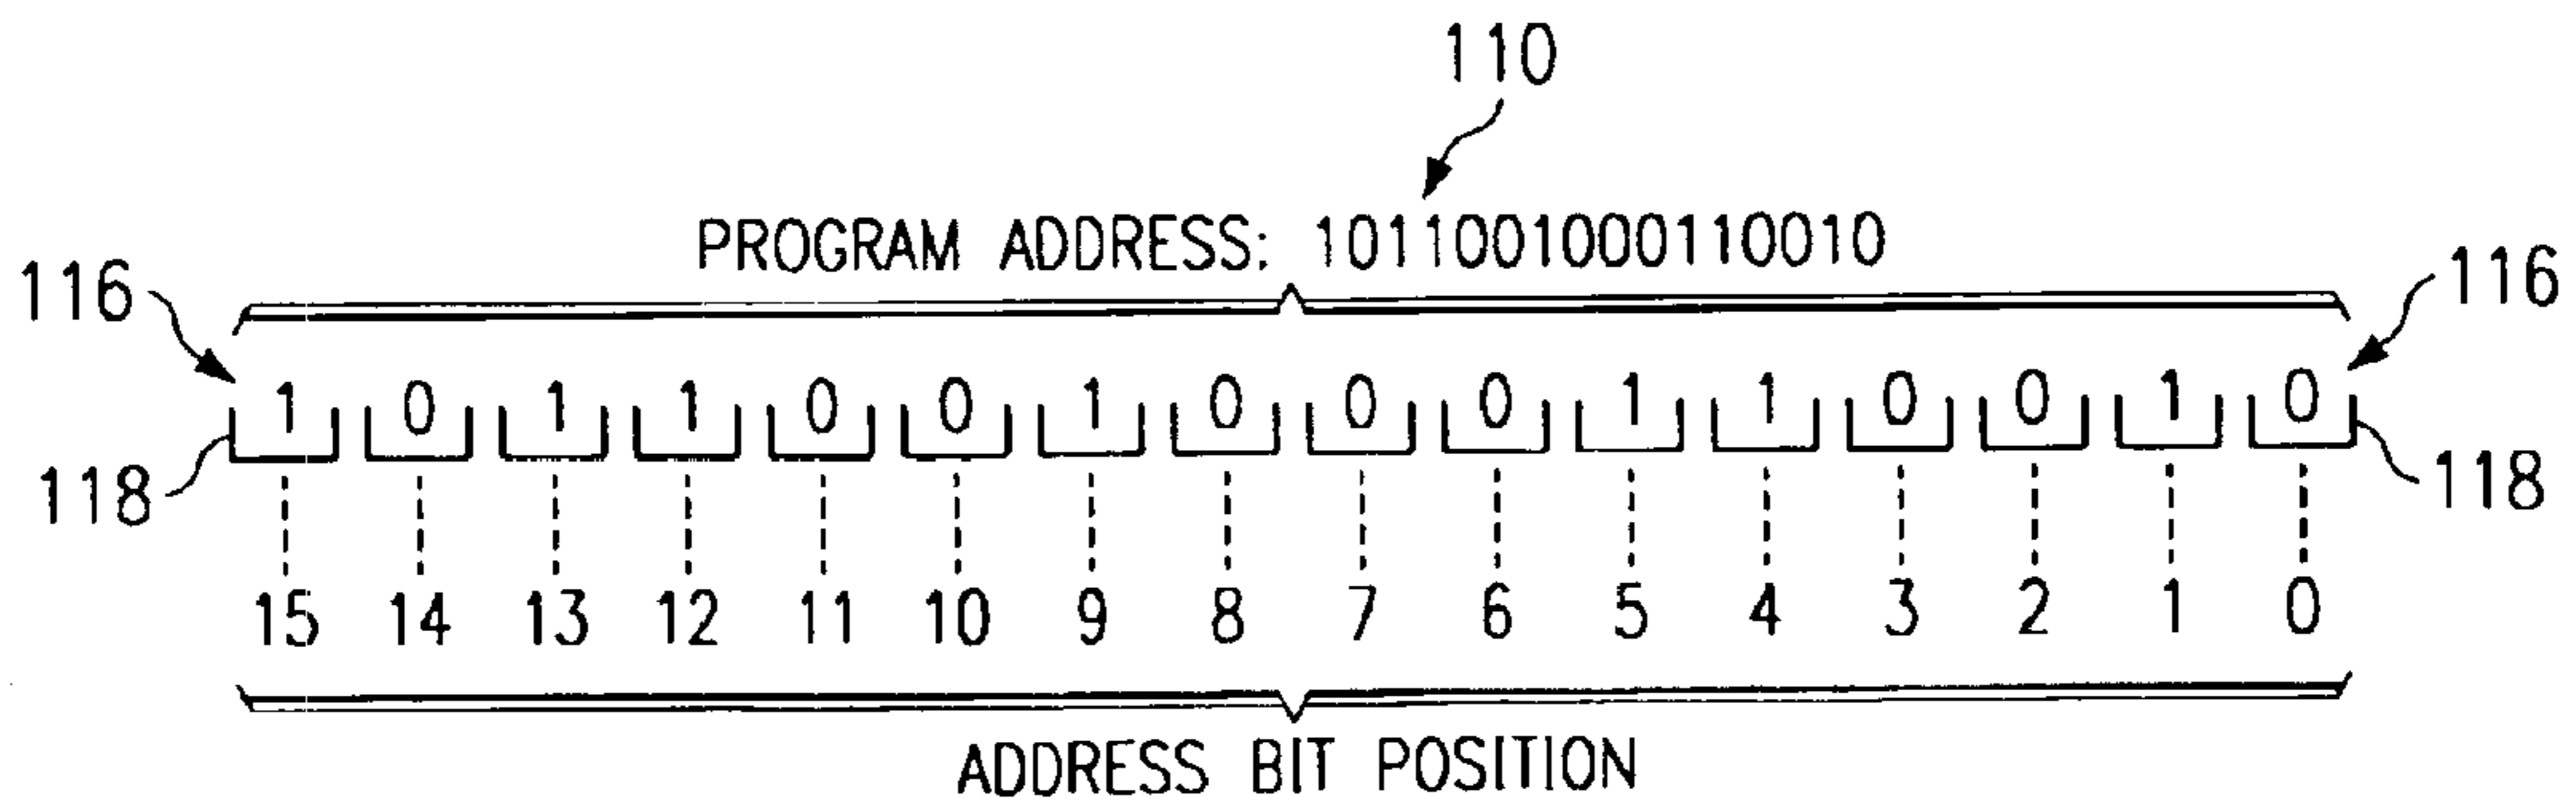 110
PROGRAM ADDRESS: 1011001000110010
116 116
1 0 1 1 0 0 1 0 0 0 1 1 0 0 1 0
118 118
15 14 13 12 11 10 9 8 7 6 5 4 3 2 1 0
ADDRESS BIT POSITION